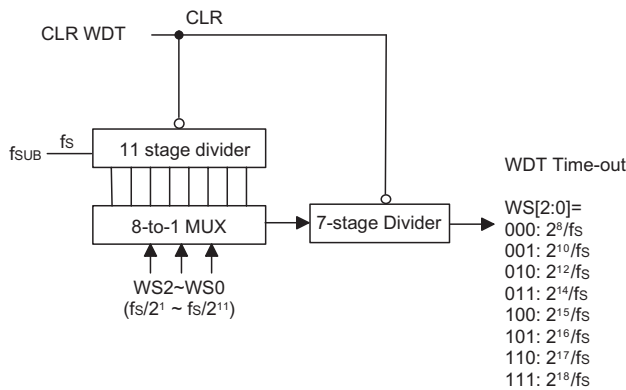 CLR
CLR WDT
fS
fSUB
11 stage divider
8-to-1 MUX
7-stage Divider
WS2~WS0
(fS/2¹ ~ fS/2¹¹)
WDT Time-out
WS[2:0]=
000: 2⁸/fS
001: 2¹⁰/fS
010: 2¹²/fS
011: 2¹⁴/fS
100: 2¹⁵/fS
101: 2¹⁶/fS
110: 2¹⁷/fS
111: 2¹⁸/fS